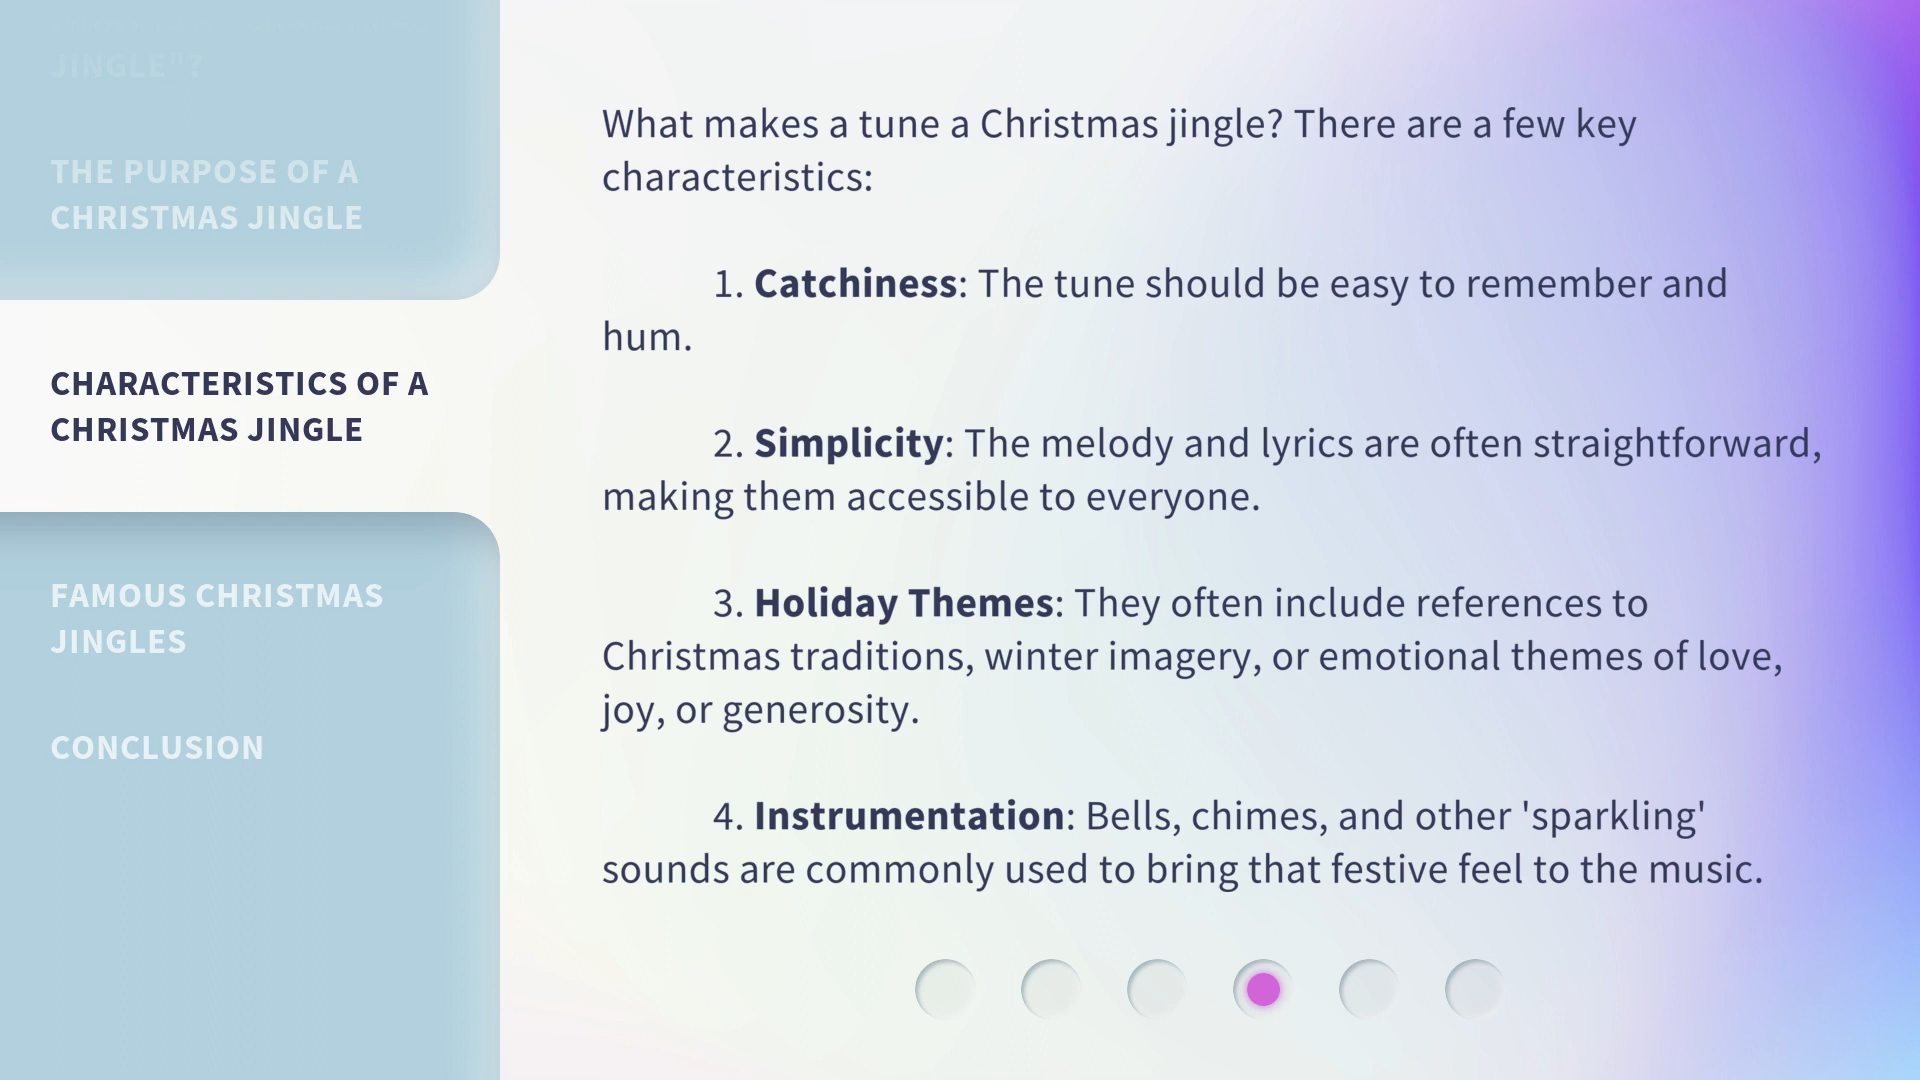 JINGLE"?
THE PURPOSE OF A
CHRISTMAS JINGLE
CHARACTERISTICS OF A
CHRISTMAS JINGLE
FAMOUS CHRISTMAS
JINGLES
CONCLUSION
What makes a tune a Christmas jingle? There are a few key
characteristics:
1. Catchiness: The tune should be easy to remember and
hum.
2. Simplicity: The melody and lyrics are often straightforward,
making them accessible to everyone.
3. Holiday Themes: They often include references to
Christmas traditions, winter imagery, or emotional themes of love,
joy, or generosity.
4. Instrumentation: Bells, chimes, and other 'sparkling'
sounds are commonly used to bring that festive feel to the music.